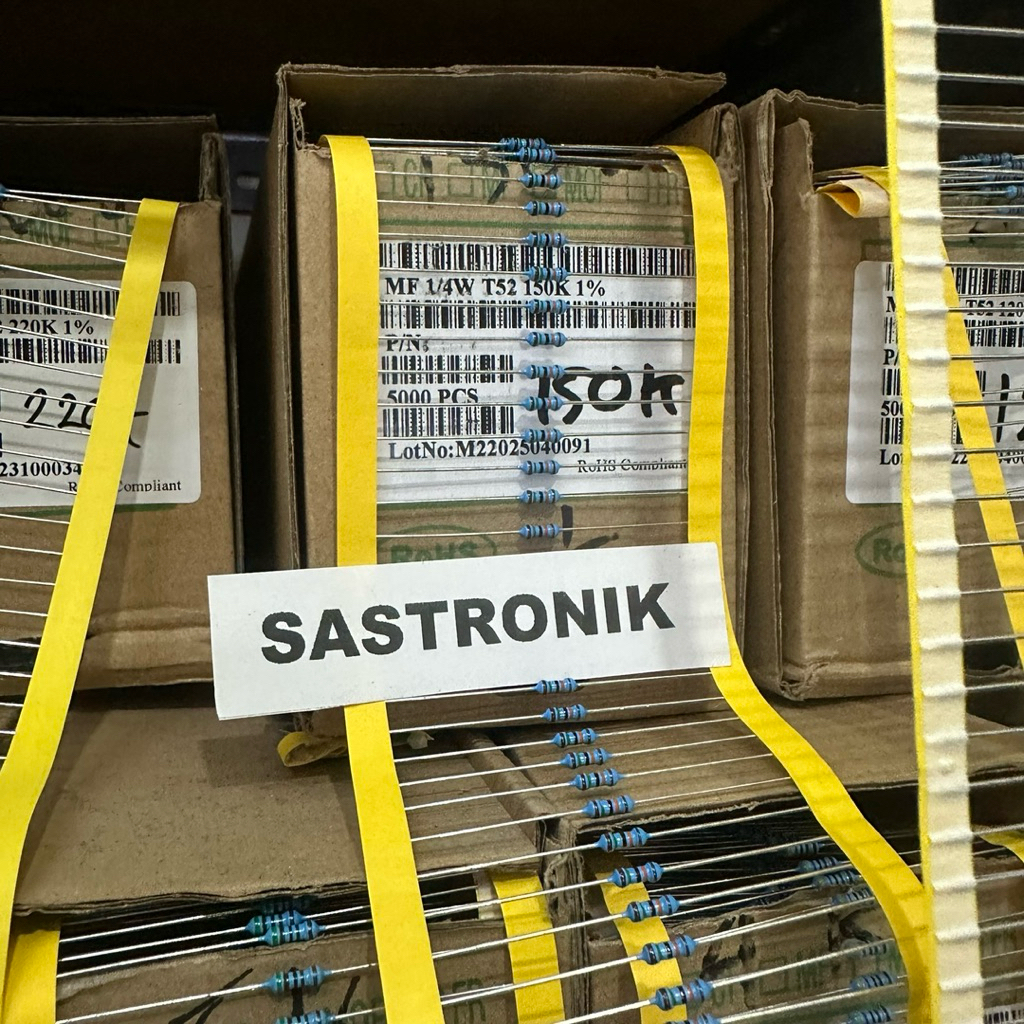 220K 1%
220K
Compliant
MF 1/4W T52 150K 1%
P/N:
5000 PCS
150K
LotNo:M22025040091
RoHS Compliant
RoHS
SASTRONIK
T52